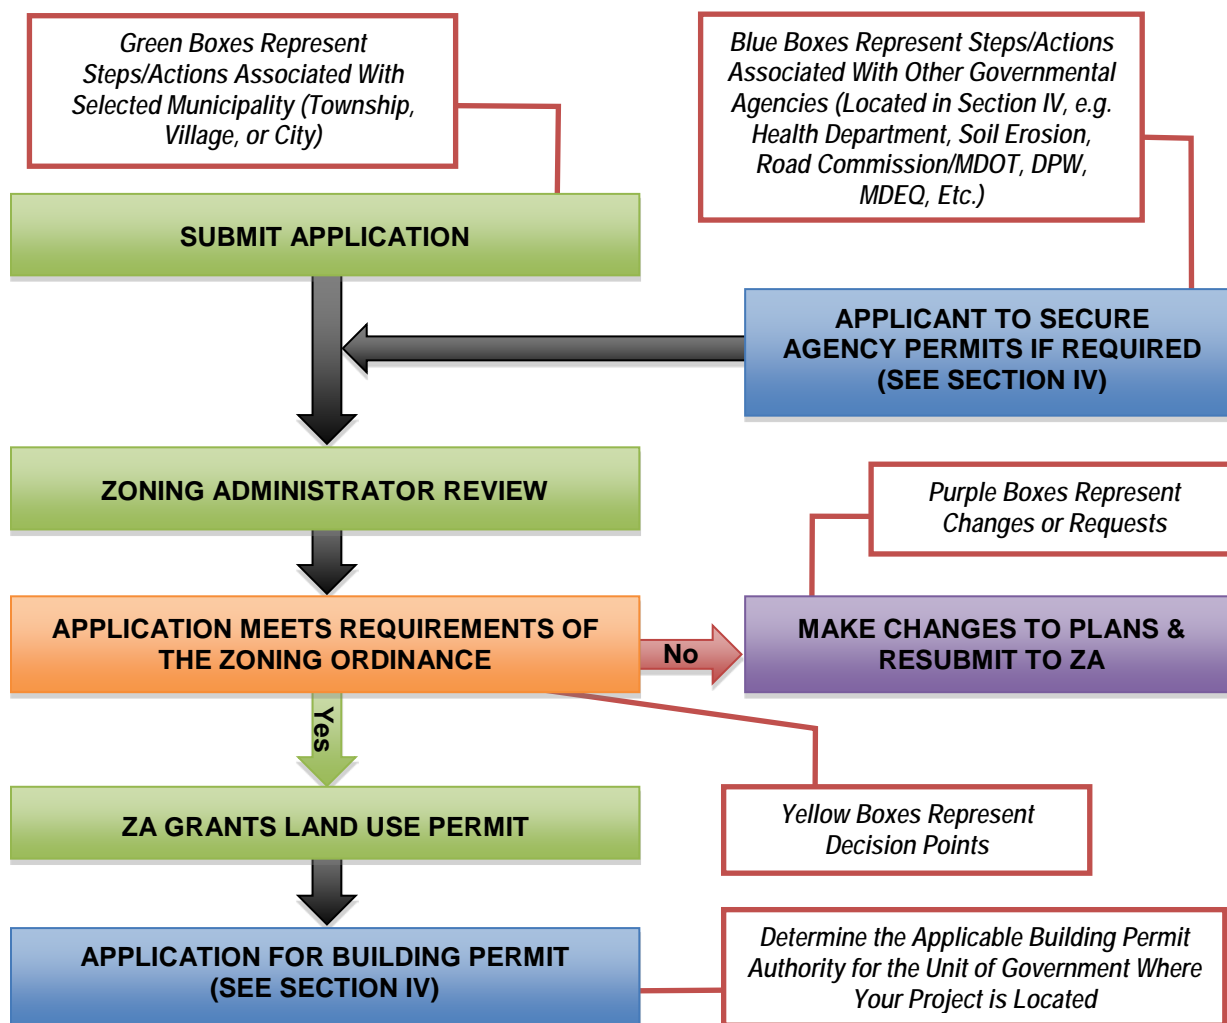 Green Boxes Represent
Steps/Actions Associated With
Selected Municipality (Township,
Village, or City)
Blue Boxes Represent Steps/Actions
Associated With Other Governmental
Agencies (Located in Section IV, e.g.
Health Department, Soil Erosion,
Road Commission/MDOT, DPW,
MDEQ, Etc.)
SUBMIT APPLICATION
APPLICANT TO SECURE
AGENCY PERMITS IF REQUIRED
(SEE SECTION IV)
ZONING ADMINISTRATOR REVIEW
Purple Boxes Represent
Changes or Requests
APPLICATION MEETS REQUIREMENTS OF
THE ZONING ORDINANCE
No
MAKE CHANGES TO PLANS &
RESUBMIT TO ZA
Yes
ZA GRANTS LAND USE PERMIT
Yellow Boxes Represent
Decision Points
APPLICATION FOR BUILDING PERMIT
(SEE SECTION IV)
Determine the Applicable Building Permit
Authority for the Unit of Government Where
Your Project is Located